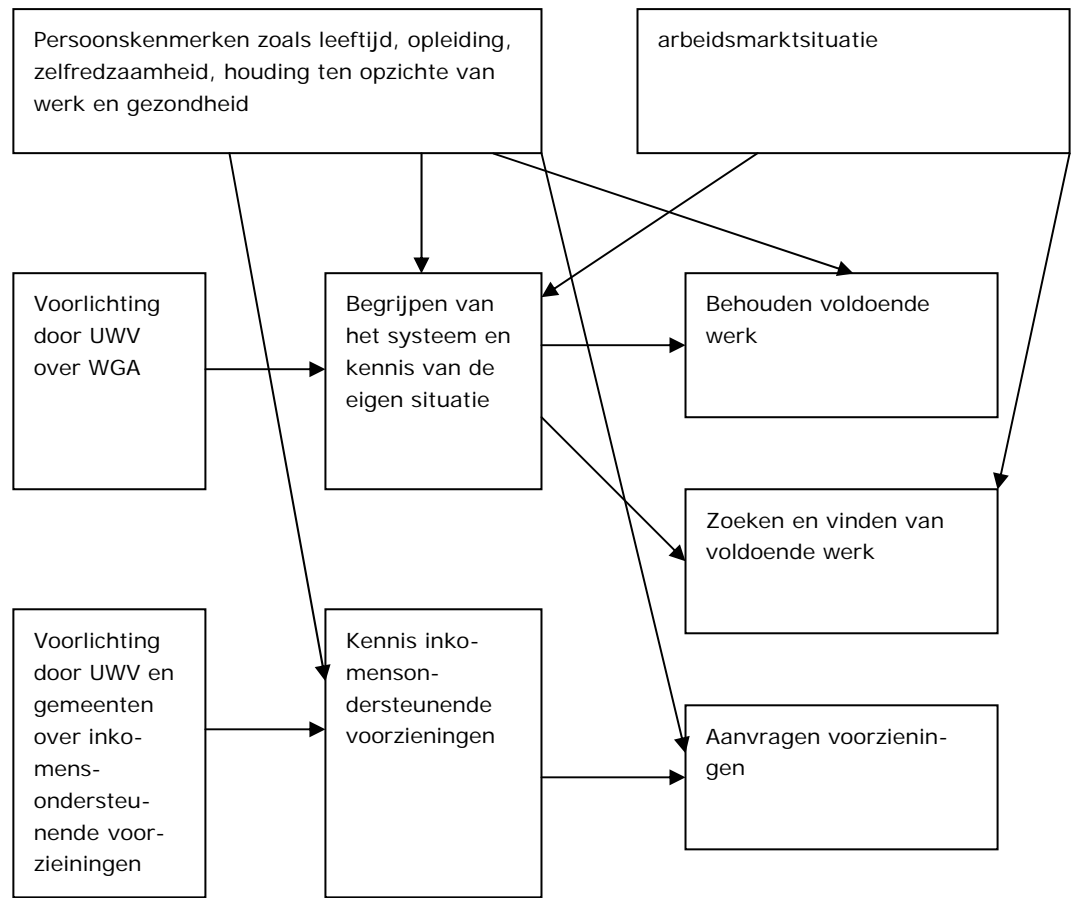 Persoonskenmerken zoals leeftijd, opleiding,
zelfredzaamheid, houding ten opzichte van
werk en gezondheid
arbeidsmarktsituatie
Voorlichting
door UWV
over WGA
Begrijpen van
het systeem en
kennis van de
eigen situatie
Behouden voldoende
werk
Zoeken en vinden van
voldoende werk
Voorlichting
door UWV en
gemeenten
over inko-
mens-
ondersteu-
nende voor-
zieiningen
Kennis inko-
menson-
dersteunende
voorzieningen
Aanvragen voorzienin-
gen